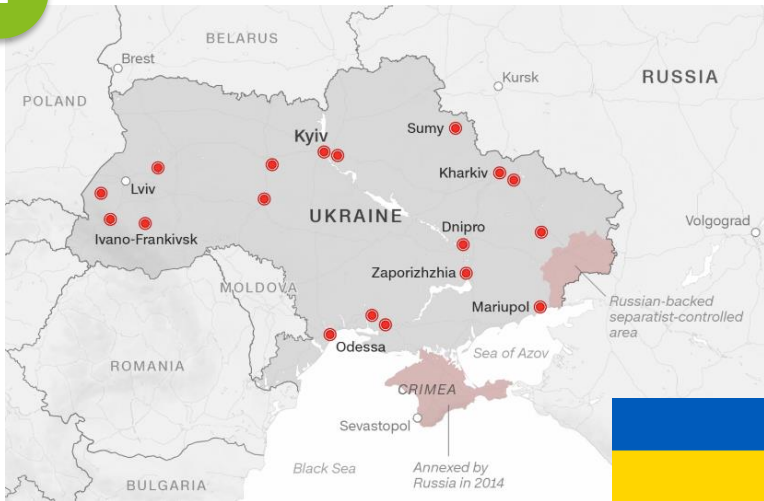 BELARUS
Brest
Kursk
RUSSIA
POLAND
Sumy
Kyiv
Kharkiv
Lviv
UKRAINE
Volgograd
Dnipro
Ivano-Frankivsk
Zaporizhzhia
MOLDOVA
Mariupol
Russian-backed
separatist-controlled
area
Odessa
Sea of Azov
ROMANIA
CRIMEA
Sevastopol
Black Sea
Annexed by
Russia in 2014
BULGARIA